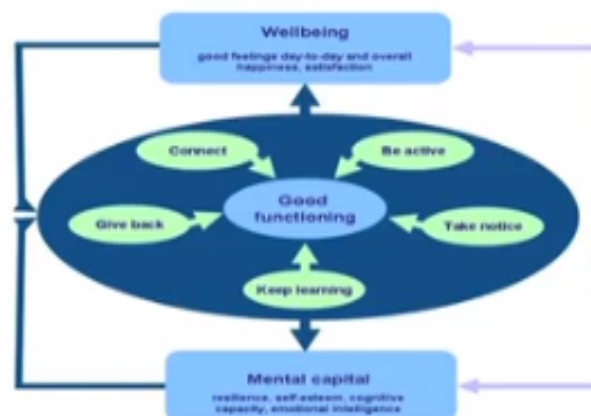 Wellbeing
good feelings day-to-day and overall
happiness, satisfaction
Connect
Be active
Good
functioning
Give back
Take notice
Keep learning
Mental capital
resilience, self-esteem, cognitive
capacity, emotional intelligence